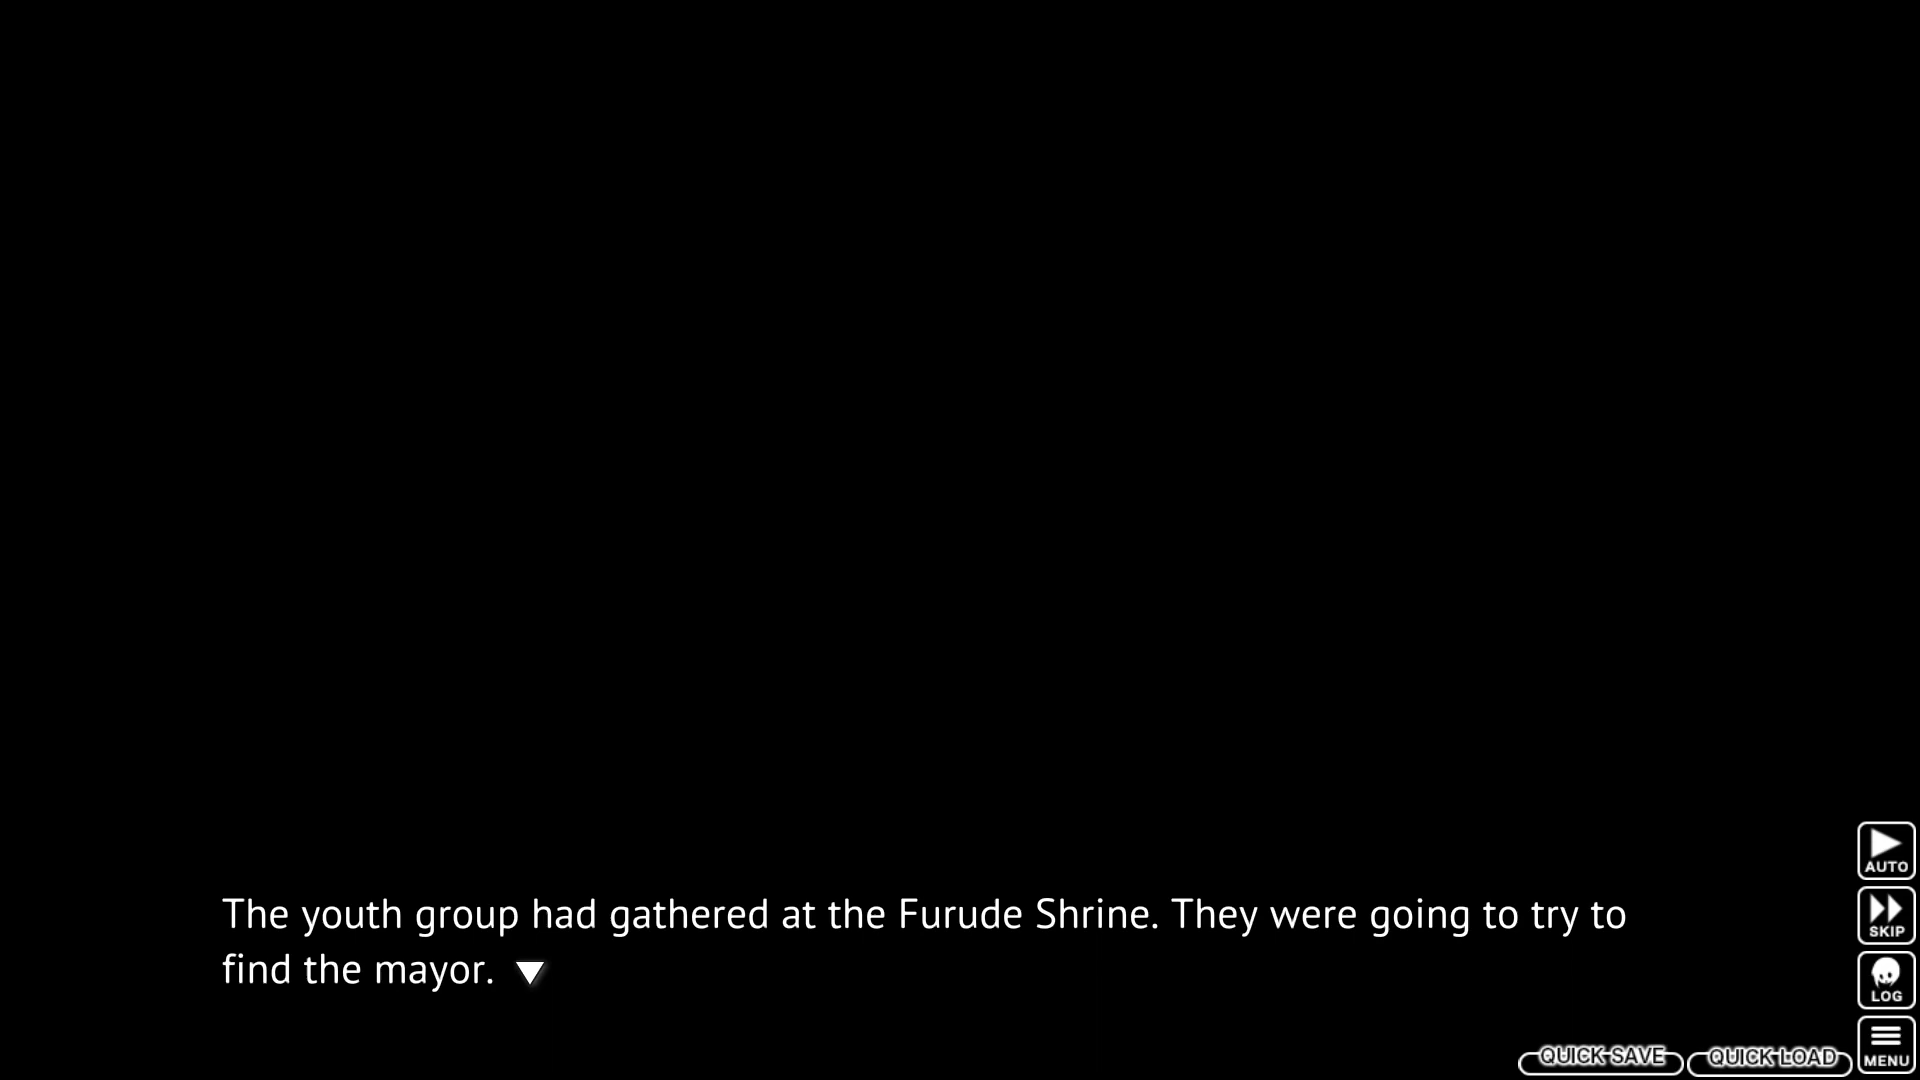 The youth group had gathered at the Furude Shrine. They were going to try to
find the mayor.
AUTO
SKIP
LOG
MENU
QUICK SAVE
QUICK LOAD